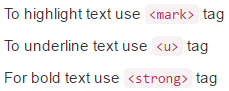 To highlight text use <mark> tag
To underline text use <u> tag
For bold text use <strong> tag